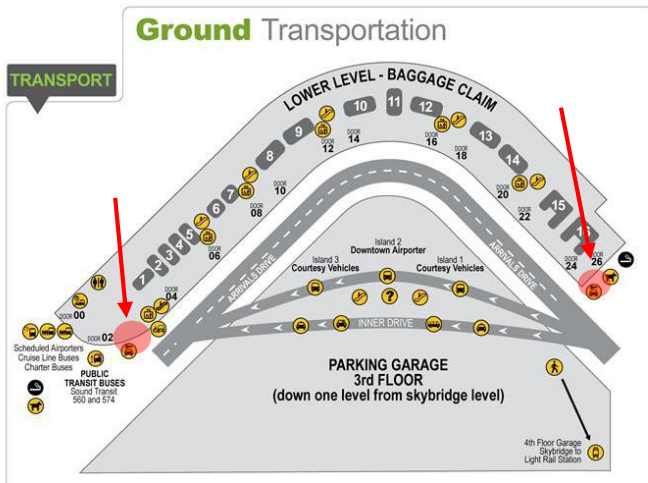 Ground Transportation
TRANSPORT
LOWER LEVEL - BAGGAGE CLAIM
1
2
3
4
5
6
7
8
9
10
11
12
13
14
15
DOOR 00
DOOR 02
DOOR 04
DOOR 06
DOOR 08
DOOR 10
DOOR 12
DOOR 14
DOOR 16
DOOR 18
DOOR 20
DOOR 22
DOOR 24
DOOR 26
ARRIVALS DRIVE
ARRIVALS DRIVE
Island 3
Courtesy Vehicles
Island 2
Downtown Airporter
Island 1
Courtesy Vehicles
?
INNER DRIVE
Scheduled Airporters
Cruise Line Buses
Charter Buses
PUBLIC
TRANSIT BUSES
Sound Transit
560 and 574
PARKING GARAGE
3rd FLOOR
(down one level from skybridge level)
4th Floor Garage
Skybridge to
Light Rail Station